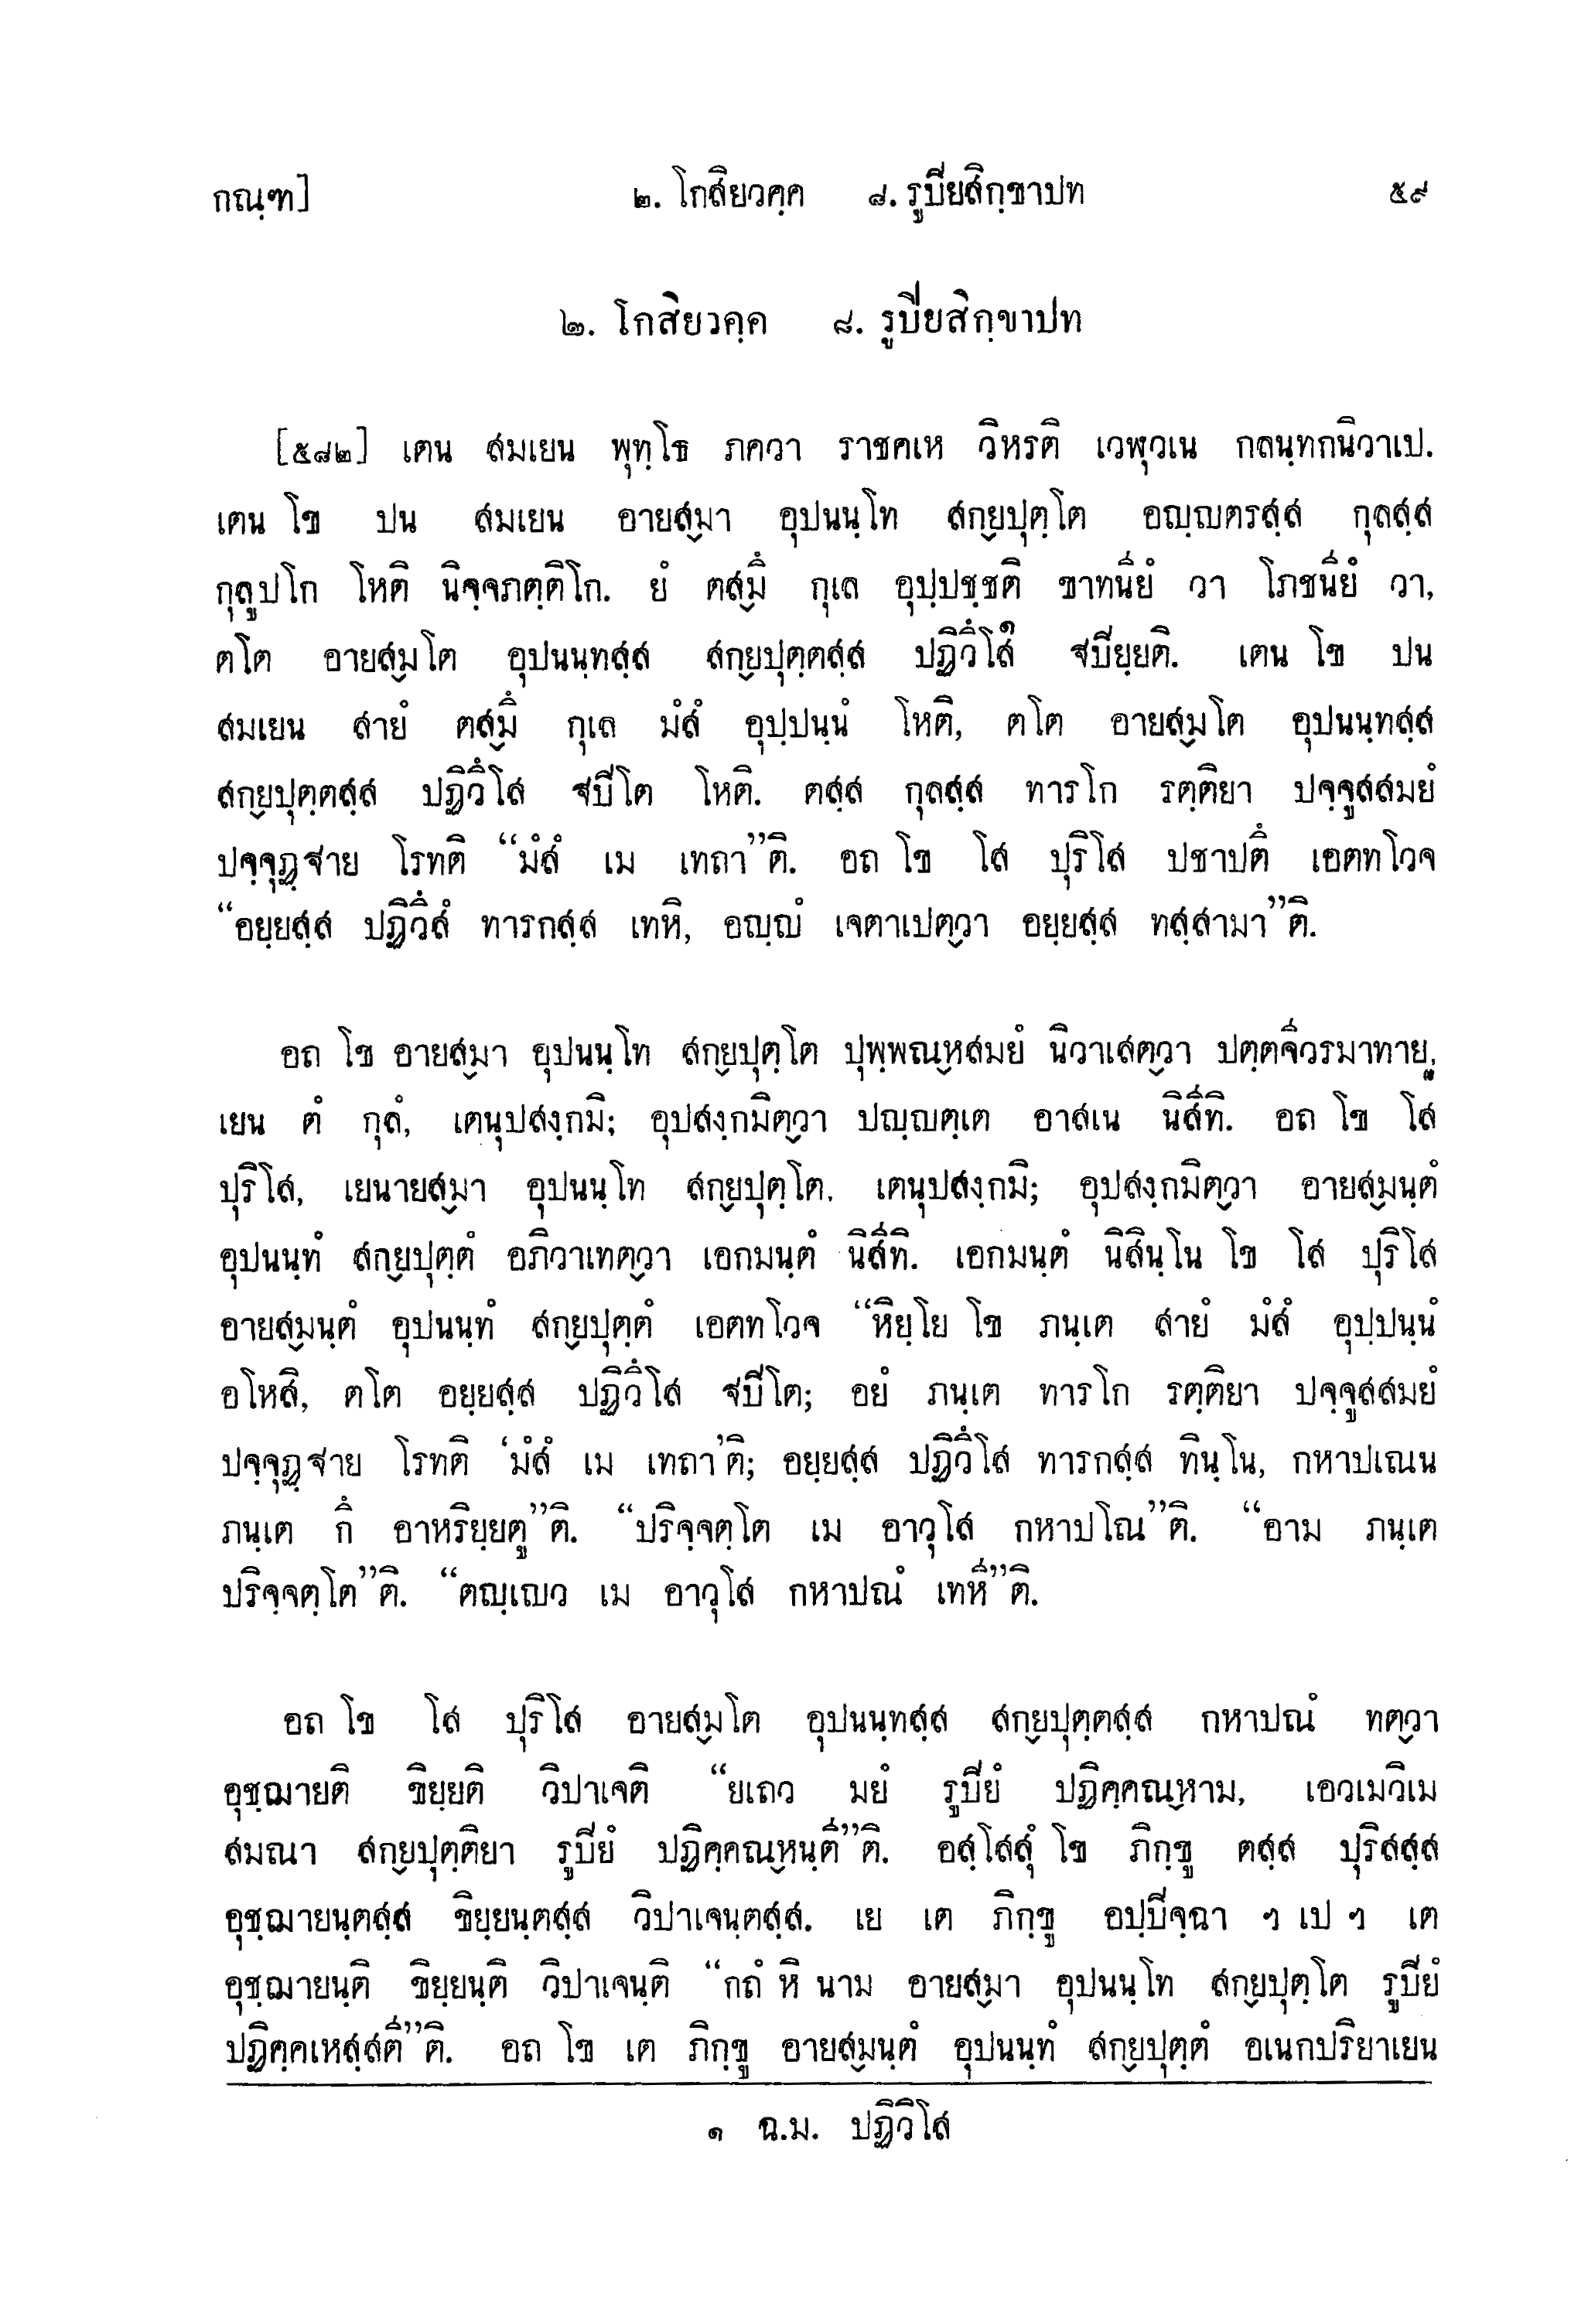 กณฺฑ] ๒. โกสิยวคฺค ๘. รูปิยสิกฺขาปท ๕๙
๒. โกสิยวคฺค ๘. รูปิยสิกฺขาปท
[๕๘๒] เตน สมเยน พุทฺโธ ภควา ราชคเห วิหรติ เวฬุวเน กลนฺทกนิวาเป.
เตน โข ปน สมเยน อายสฺมา อุปนนฺโท สกฺยปุตฺโต อญฺญตรสฺส กุลสฺส
กุลูปโก โหติ นิจฺจภตฺติโก. ยํ ตสฺมึ กุเล อุปฺปชฺชติ ขาทนียํ วา โภชนียํ วา,
ตโต อายสฺมโต อุปนนฺทสฺส สกฺยปุตฺตสฺส ปฏิวึโส๑ ฐปียฺยติ. เตน โข ปน
สมเยน สายํ ตสฺมึ กุเล มํสํ อุปฺปนฺนํ โหติ, ตโต อายสฺมโต อุปนนฺทสฺส
สกฺยปุตฺตสฺส ปฏิวึโส ฐปิโต โหติ. ตสฺส กุลสฺส ทารโก รตฺติยา ปจฺจูสสมยํ
ปจฺจุฏฺฐาย โรทติ “มํสํ เม เทถา”ติ. อถ โข โส ปุริโส ปชาปตึ เอตทโวจ
“อยฺยสฺส ปฏิวึสํ ทารกสฺส เทหิ, อญฺญํ เจตาเปตฺวา อยฺยสฺส ทสฺสามา”ติ.
อถ โข อายสฺมา อุปนนฺโท สกฺยปุตฺโต ปุพฺพณฺหสมยํ นิวาเสตฺวา ปตฺตจีวรมาทาย,
เยน ตํ กุลํ, เตนุปสงฺกมิ; อุปสงฺกมิตฺวา ปญฺญตฺเต อาสเน นิสีทิ. อถ โข โส
ปุริโส, เยนายสฺมา อุปนนฺโท สกฺยปุตฺโต, เตนุปสงฺกมิ; อุปสงฺกมิตฺวา อายสฺมนฺตํ
อุปนนฺทํ สกฺยปุตฺตํ อภิวาเทตฺวา เอกมนฺตํ นิสีทิ. เอกมนฺตํ นิสินฺโน โข โส ปุริโส
อายสฺมนฺตํ อุปนนฺทํ สกฺยปุตฺตํ เอตทโวจ “หิยฺโย โข ภนฺเต สายํ มํสํ อุปฺปนฺนํ
อโหสิ, ตโต อยฺยสฺส ปฏิวึโส ฐปิโต; อยํ ภนฺเต ทารโก รตฺติยา ปจฺจูสสมยํ
ปจฺจุฏฺฐาย โรทติ ‘มํสํ เม เทถา’ติ; อยฺยสฺส ปฏิวึโส ทารกสฺส ทินฺโน, กหาปเณน
ภนฺเต กึ อาหริยฺยตู”ติ. “ปริจฺจตฺโต เม อาวุโส กหาปโณ”ติ. “อาม ภนฺเต
ปริจฺจตฺโต”ติ. “ตญฺเญว เม อาวุโส กหาปณํ เทหี”ติ.
อถ โข โส ปุริโส อายสฺมโต อุปนนฺทสฺส สกฺยปุตฺตสฺส กหาปณํ ทตฺวา
อุชฺฌายติ ขิยฺยติ วิปาเจติ “ยเถว มยํ รูปิยํ ปฏิคฺคณฺหาม, เอวเมวิเม
สมณา สกฺยปุตฺติยา รูปิยํ ปฏิคฺคณฺหนฺตี”ติ. อสฺโสสุํ โข ภิกฺขู ตสฺส ปุริสสฺส
อุชฺฌายนฺตสฺส ขิยฺยนฺตสฺส วิปาเจนฺตสฺส. เย เต ภิกฺขู อปฺปิจฺฉา ฯ เป ฯ เต
อุชฺฌายนฺติ ขิยฺยนฺติ วิปาเจนฺติ “กถํ หิ นาม อายสฺมา อุปนนฺโท สกฺยปุตฺโต รูปิยํ
ปฏิคฺคเหสฺสตี”ติ. อถ โข เต ภิกฺขู อายสฺมนฺตํ อุปนนฺทํ สกฺยปุตฺตํ อเนกปริยาเยน
๑ ฉ.ม. ปฏิวิโส